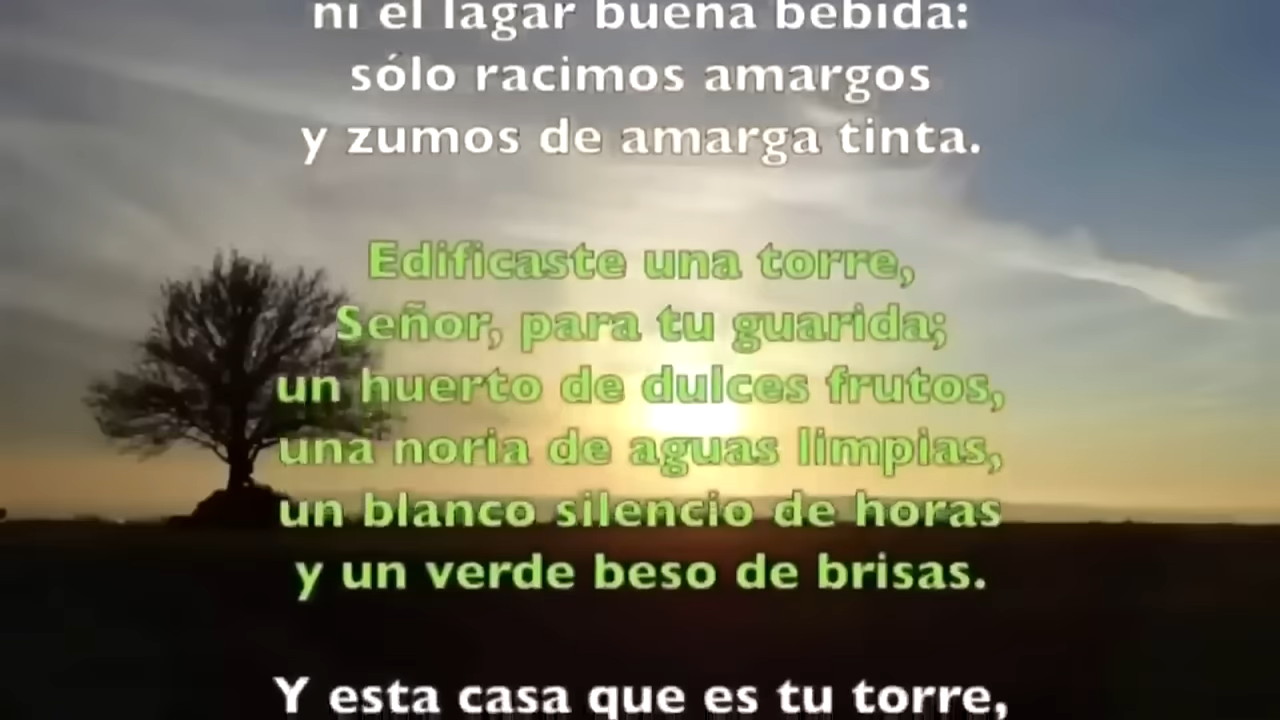 ni el lagar buena bebida:
sólo racimos amargos
y zumos de amarga tinta.
Edificaste una torre,
Señor, para tu guarida;
un huerto de dulces frutos,
una noria de aguas limpias,
un blanco silencio de horas
y un verde beso de brisas.
Y esta casa que es tu torre,